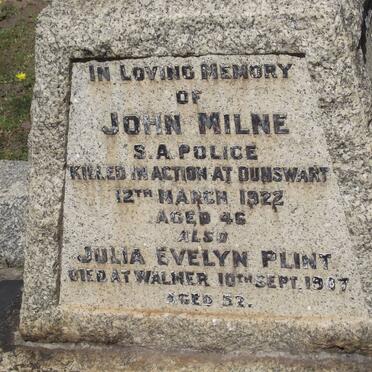 IN LOVING MEMORY
OF
JOHN MILNE
S.A. POLICE
KILLED IN ACTION AT DUNSWART
12TH MARCH 1922
AGED 46
ALSO
JULIA EVELYN PLINT
DIED AT WALMER 10TH SEPT. 1947
AGED 52.